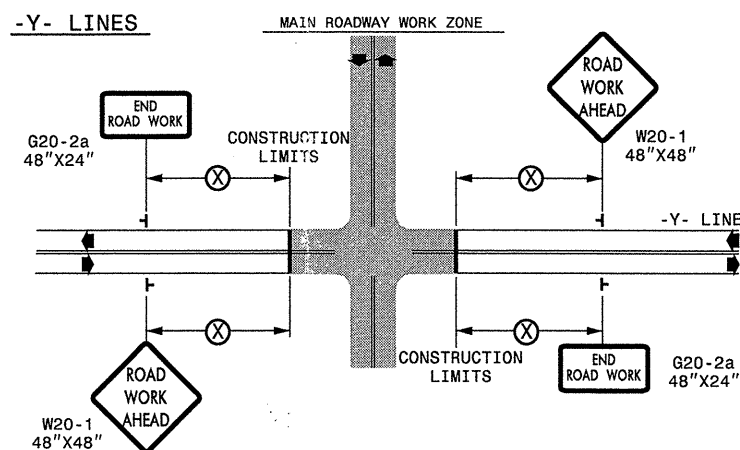 -Y- LINES
MAIN ROADWAY WORK ZONE
END
ROAD WORK
G20-2a
48"X24"
CONSTRUCTION
LIMITS
X
ROAD
WORK
AHEAD
W20-1
48"X48"
X
-Y- LINE
X
ROAD
WORK
AHEAD
W20-1
48"X48"
X
CONSTRUCTION
LIMITS
END
ROAD WORK
G20-2a
48"X24"